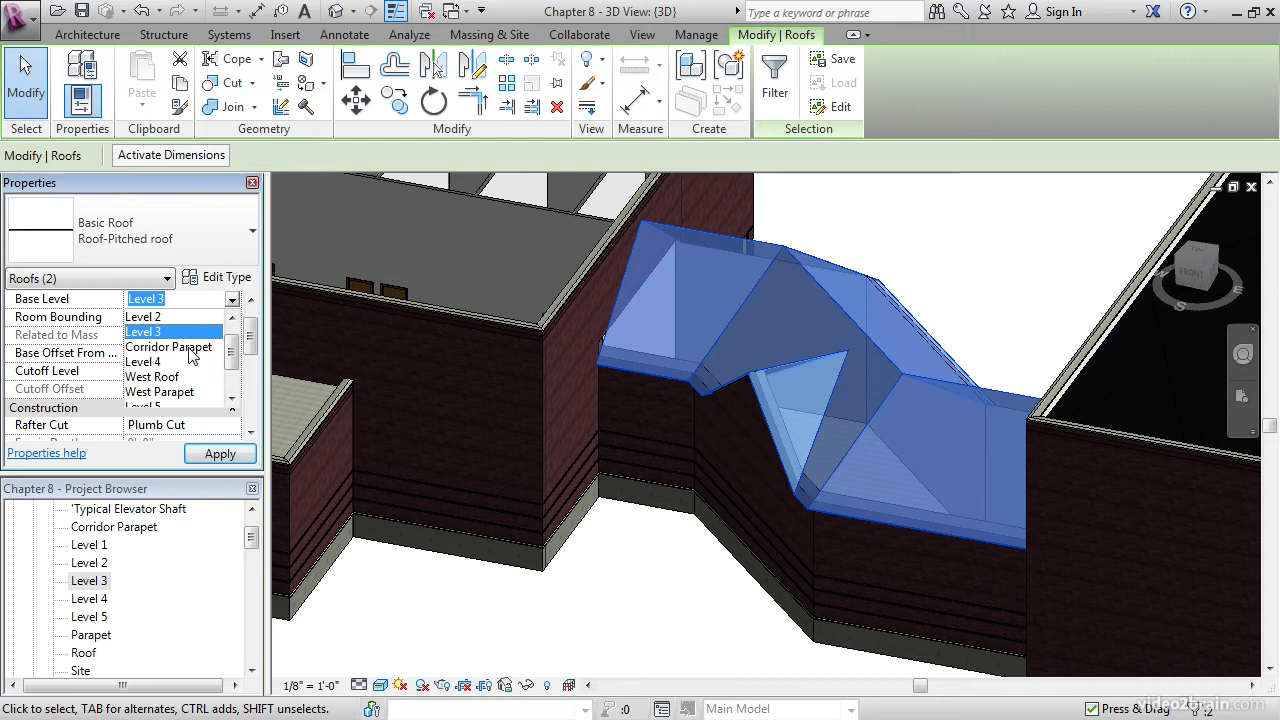 Chapter 8 - 3D View: {3D}
Type a keyword or phrase
Sign In
Architecture
Structure
Systems
Insert
Annotate
Analyze
Massing & Site
Collaborate
View
Manage
Modify | Roofs
Modify
Paste
Cope
Cut
Join
Filter
Save
Load
Edit
Select
Properties
Clipboard
Geometry
Modify
View
Measure
Create
Selection
Modify | Roofs
Activate Dimensions
Properties
Basic Roof
Roof-Pitched roof
Roofs (2)
Edit Type
Base Level
Level 3
Room Bounding
Level 2
Related to Mass
Level 3
Base Offset From ...
Corridor Parapet
Cutoff Level
Level 4
Cutoff Offset
West Roof
West Parapet
Construction
Level 5
Rafter Cut
Plumb Cut
Properties help
Apply
Chapter 8 - Project Browser
'Typical Elevator Shaft
Corridor Parapet
Level 1
Level 2
Level 3
Level 4
Level 5
Parapet
Roof
Site
FRONT
1/8" = 1'-0"
Click to select, TAB for alternates, CTRL adds, SHIFT unselects.
:0
Main Model
Press & Drag
:2
video2brain.com